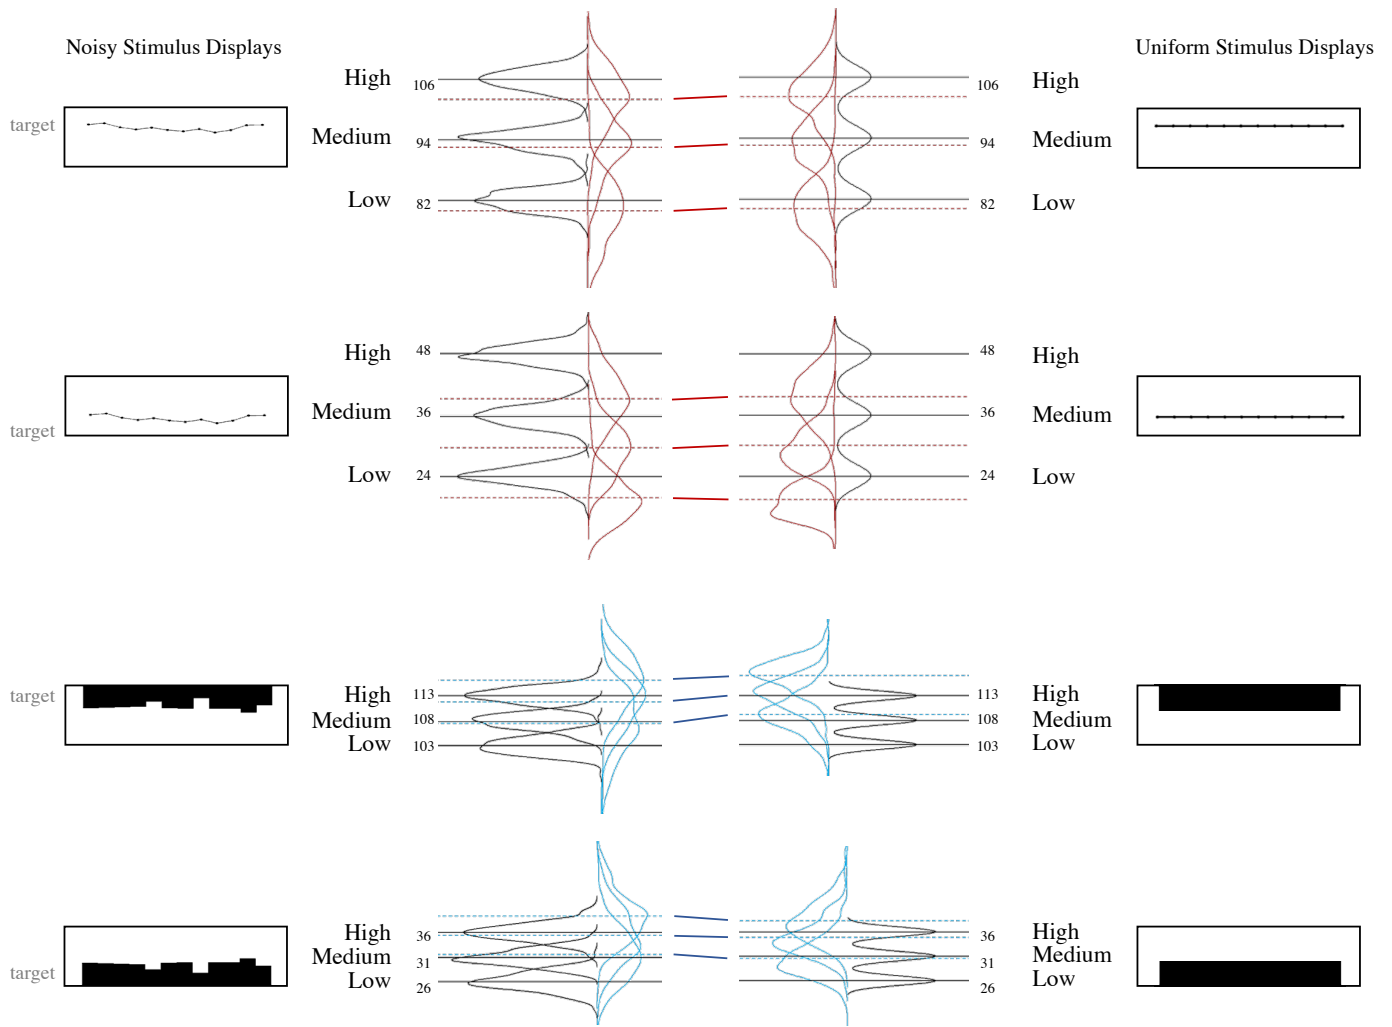 Noisy Stimulus Displays
Uniform Stimulus Displays
High 106 106 High
target
Medium 94 94 Medium
Low 82 82 Low
High 48 48 High
Medium 36 36 Medium
target
Low 24 24 Low
target
High 113 113 High
Medium 108 108 Medium
Low 103 103 Low
High 36 36 High
Medium 31 31 Medium
target
Low 26 26 Low